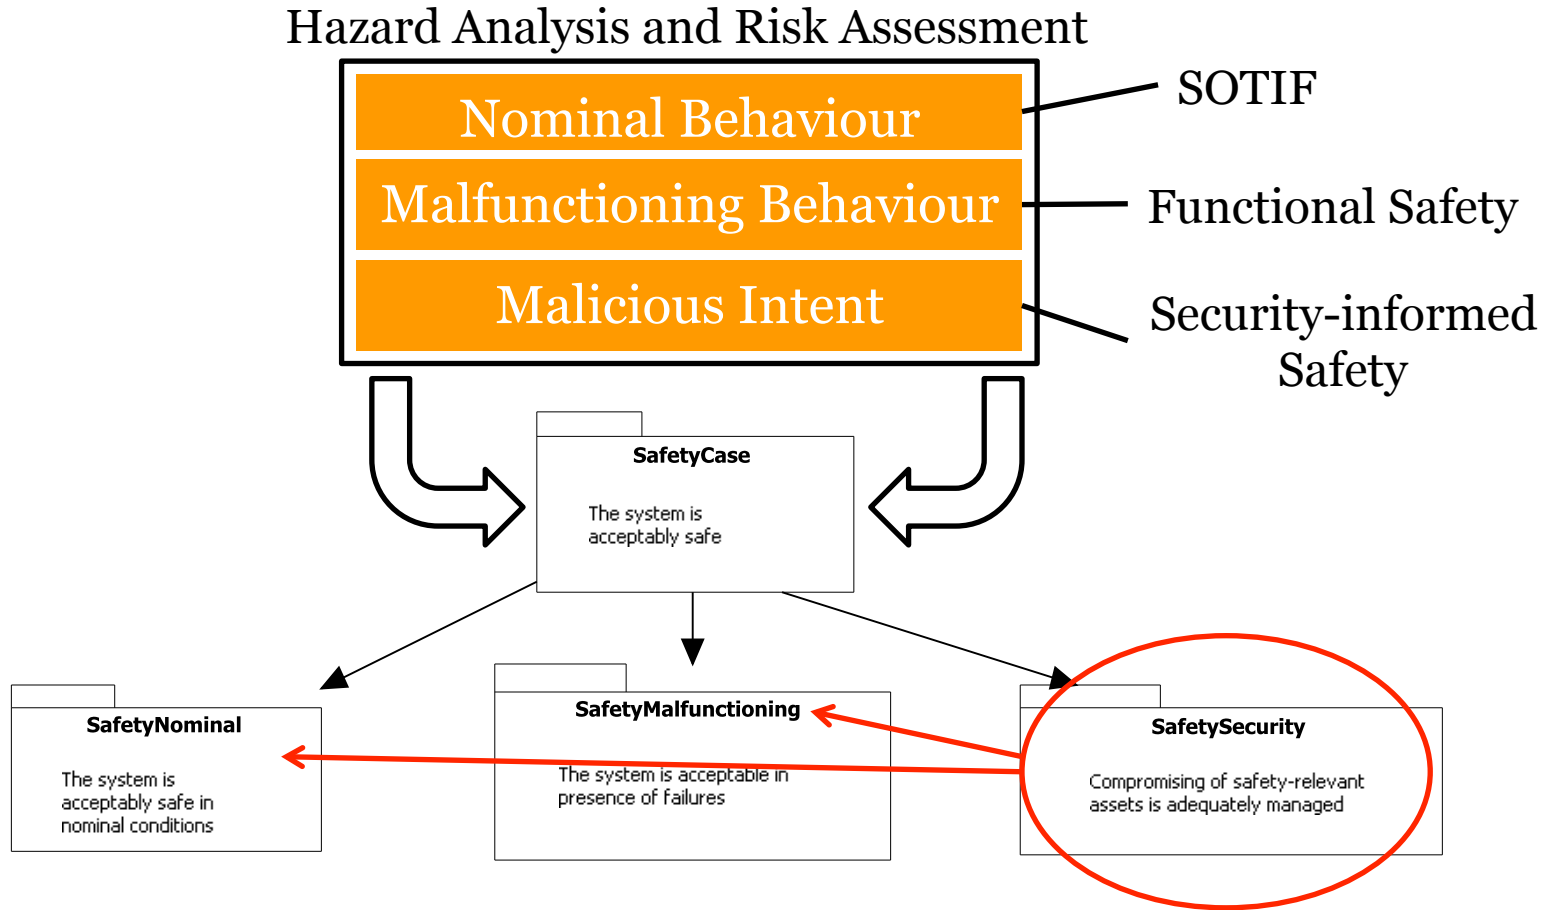 Hazard Analysis and Risk Assessment
Nominal Behaviour
SOTIF
Malfunctioning Behaviour
Functional Safety
Malicious Intent
Security-informed
Safety
SafetyCase
The system is
acceptably safe
SafetyNominal
The system is
acceptably safe in
nominal conditions
SafetyMalfunctioning
The system is acceptable in
presence of failures
SafetySecurity
Compromising of safety-relevant
assets is adequately managed